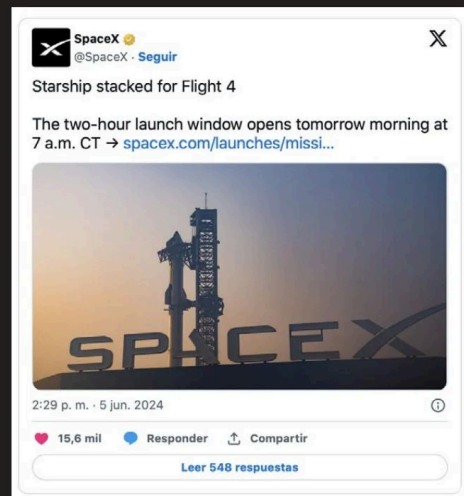 SpaceX
@SpaceX · Seguir
Starship stacked for Flight 4
The two-hour launch window opens tomorrow morning at
7 a.m. CT → spacex.com/launches/missi...
SPACEX
2:29 p. m. · 5 jun. 2024
15,6 mil Responder Compartir
Leer 548 respuestas